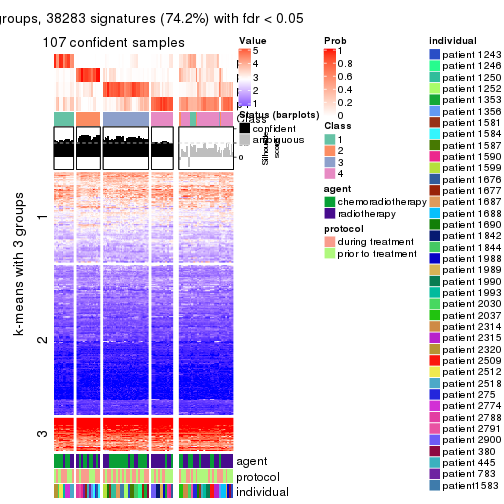 groups, 38283 signatures (74.2%) with fdr < 0.05
107 confident samples
k-means with 3 groups
1
2
3
Class
agent
protocol
individual
Value
5
4
3
2
1
Status (barplots)
confident
ambiguous
Silhouette score
0
Prob
1
0.8
0.6
0.4
0.2
0
Class
1
2
3
4
agent
chemoradiotherapy
radiotherapy
protocol
during treatment
prior to treatment
individual
patient 1243
patient 1246
patient 1250
patient 1252
patient 1353
patient 1356
patient 1581
patient 1584
patient 1587
patient 1590
patient 1599
patient 1676
patient 1677
patient 1687
patient 1688
patient 1690
patient 1842
patient 1844
patient 1988
patient 1989
patient 1990
patient 1993
patient 2030
patient 2037
patient 2314
patient 2315
patient 2320
patient 2509
patient 2512
patient 2518
patient 275
patient 2774
patient 2788
patient 2791
patient 2900
patient 380
patient 445
patient 783
patient1583